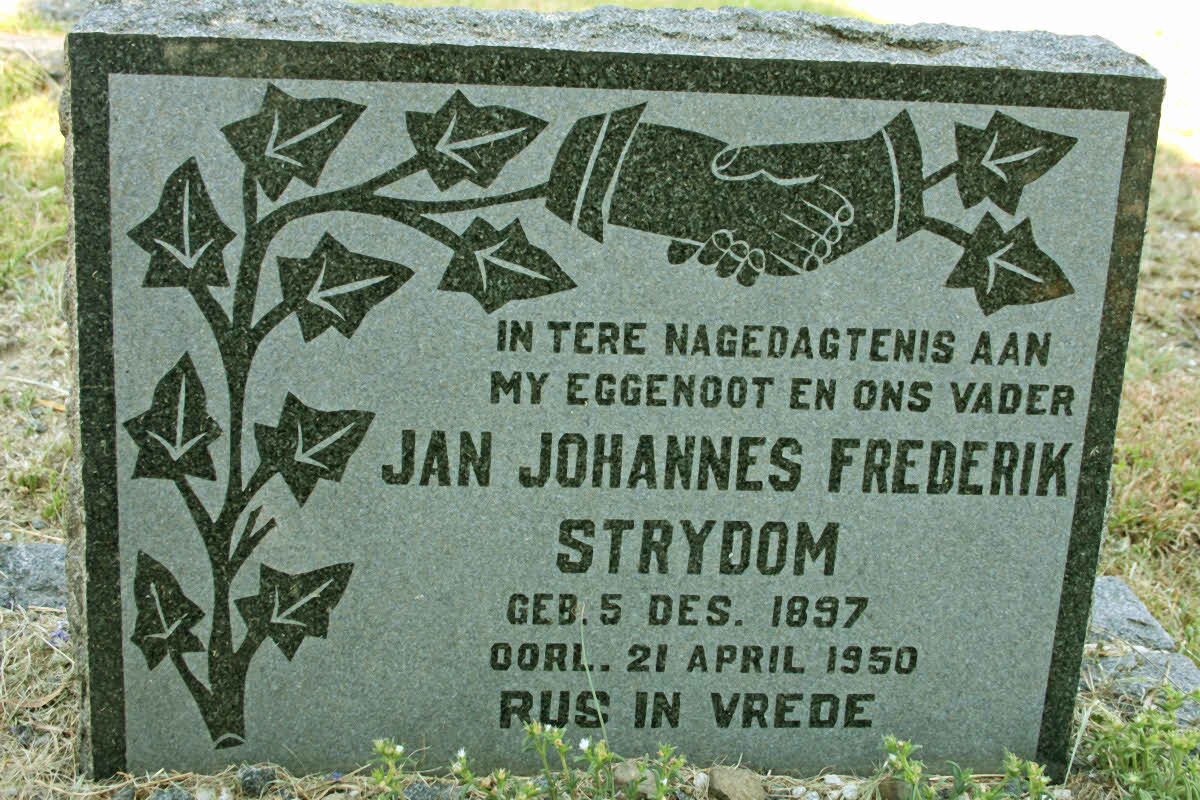 IN TERE NAGEDAGTENIS AAN
MY EGGENOOT EN ONS VADER
JAN JOHANNES FREDERIK
STRYDOM
GEB. 5 DES. 1897
OORL. 21 APRIL 1950
RUS IN VREDE